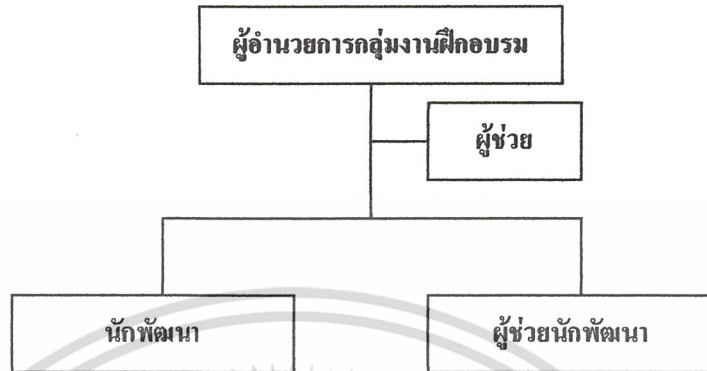 ผู้อำนวยการกลุ่มงานฝึกอบรม
ผู้ช่วย
นักพัฒนา
ผู้ช่วยนักพัฒนา